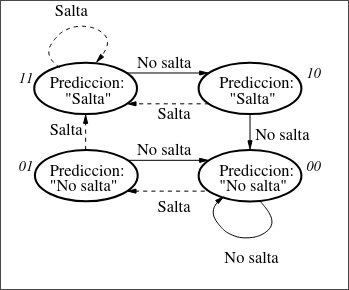 Salta
No salta
11
Prediccion:
"Salta"
10
Prediccion:
"Salta"
Salta
Salta
No salta
01
Prediccion:
"No salta"
No salta
00
Prediccion:
"No salta"
Salta
No salta